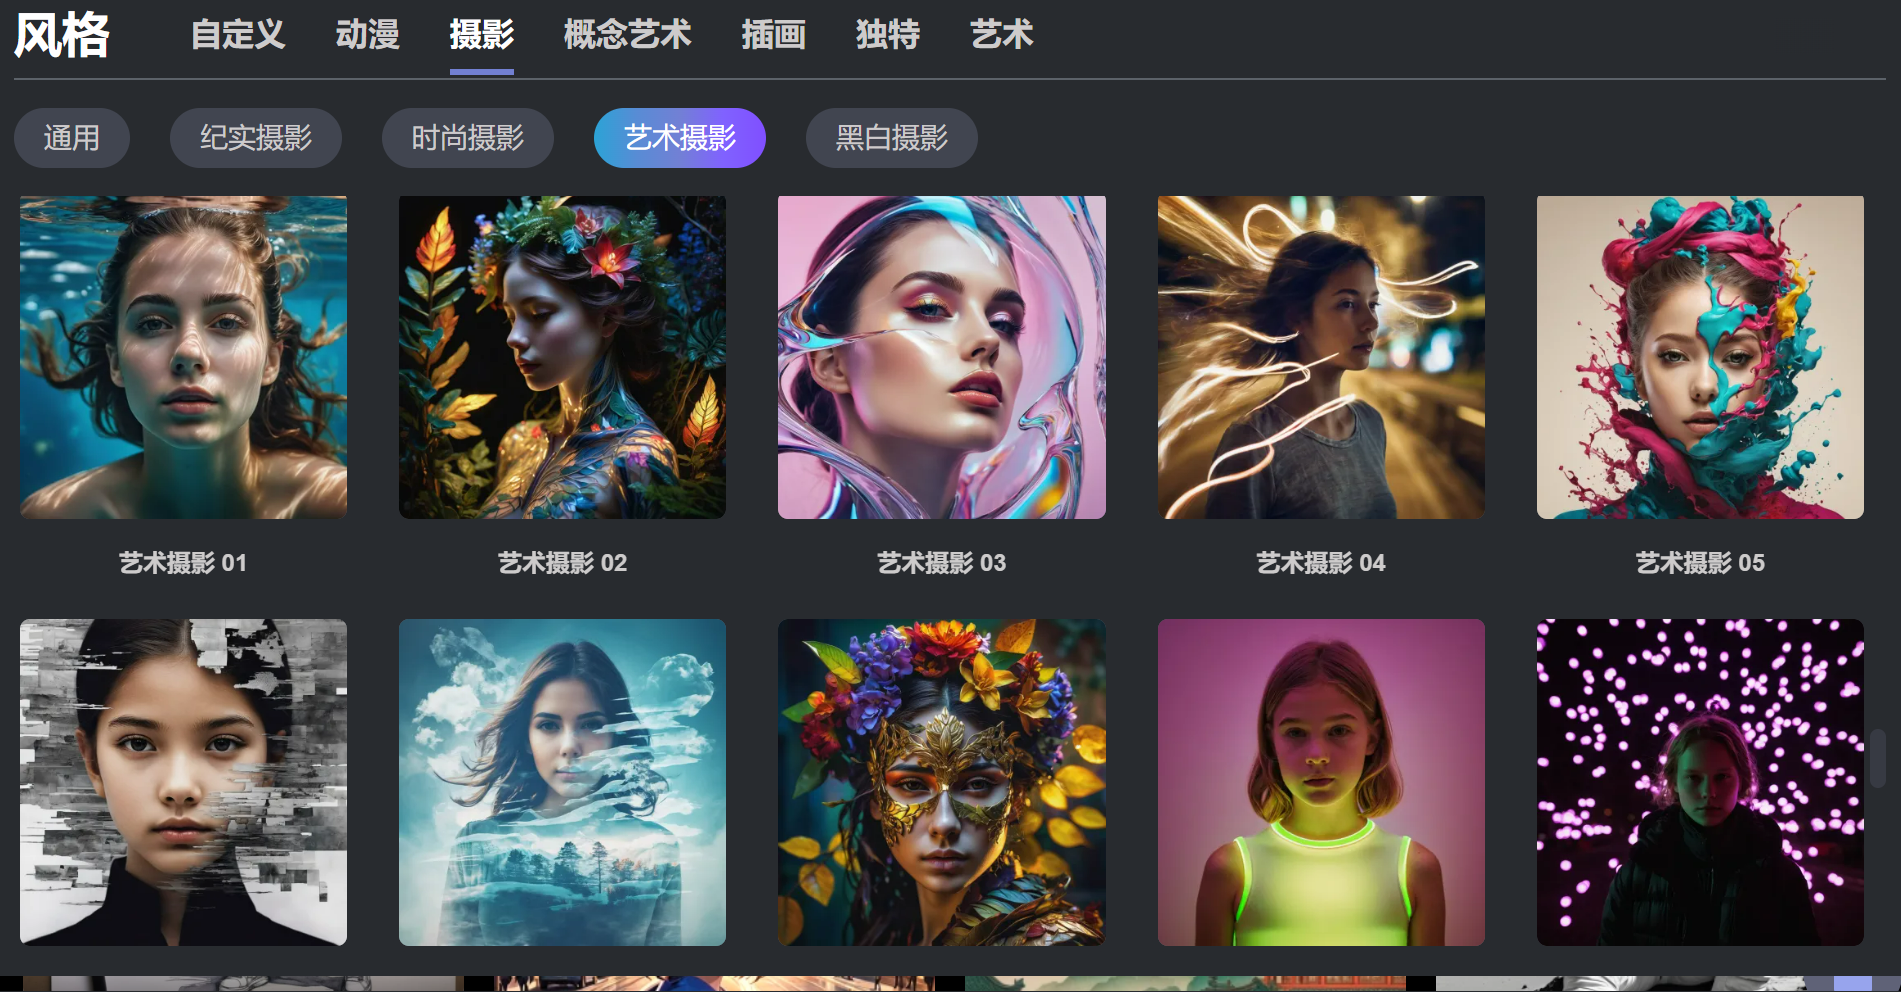 风格 自定义 动漫 摄影 概念艺术 插画 独特 艺术
通用 纪实摄影 时尚摄影 艺术摄影 黑白摄影
艺术摄影 01 艺术摄影 02 艺术摄影 03 艺术摄影 04 艺术摄影 05